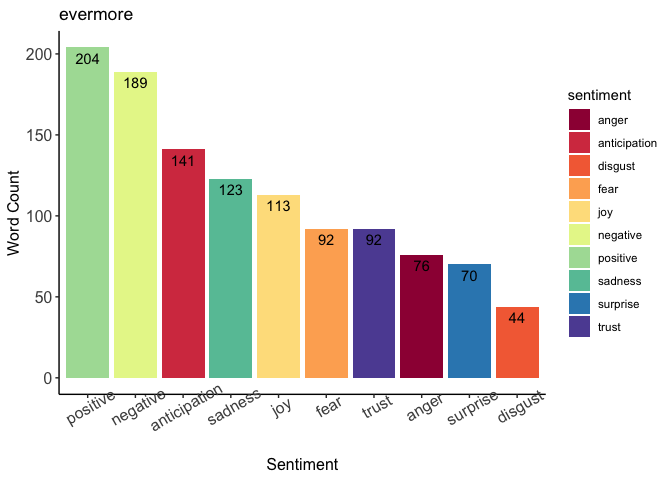 evermore
Word Count
200
150
100
50
0
204
189
141
123
113
92
92
76
70
44
positive
negative
anticipation
sadness
joy
fear
trust
anger
surprise
disgust
Sentiment
sentiment
anger
anticipation
disgust
fear
joy
negative
positive
sadness
surprise
trust